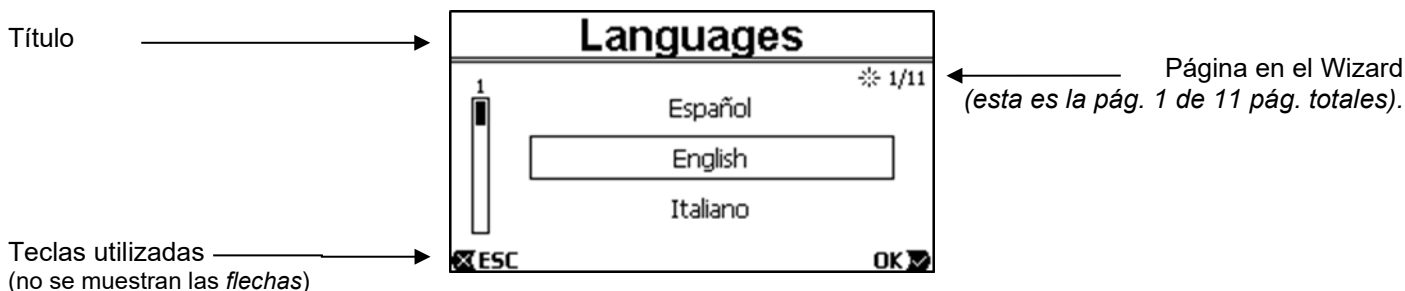 Título
Languages
1
1/11
Español
English
Italiano
ESC
OK
Página en el Wizard
(esta es la pág. 1 de 11 pág. totales).
Teclas utilizadas
(no se muestran las flechas)